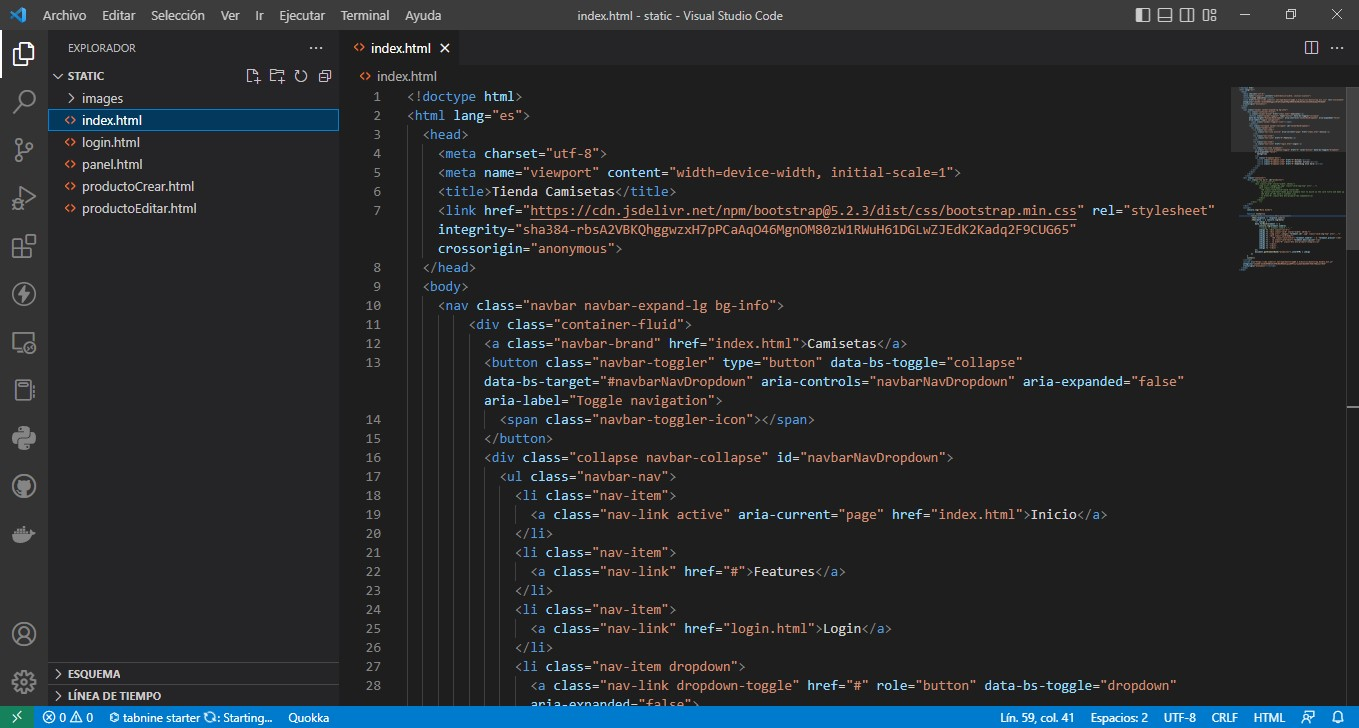 Archivo Editar Selección Ver Ir Ejecutar Terminal Ayuda
index.html - static - Visual Studio Code
EXPLORADOR
STATIC
images
index.html
login.html
panel.html
productoCrear.html
productoEditar.html
ESQUEMA
LÍNEA DE TIEMPO
index.html
index.html
1 <!doctype html>
2 <html lang="es">
3 <head>
4 <meta charset="utf-8">
5 <meta name="viewport" content="width=device-width, initial-scale=1">
6 <title>Tienda Camisetas</title>
7 <link href="https://cdn.jsdelivr.net/npm/bootstrap@5.2.3/dist/css/bootstrap.min.css" rel="stylesheet"
integrity="sha384-rbsA2VBKQhggwzxH7pPCaAqO46MgnOM80zW1RWuH61DGLwZJEdK2Kadq2F9CUG65"
crossorigin="anonymous">
8 </head>
9 <body>
10 <nav class="navbar navbar-expand-lg bg-info">
11 <div class="container-fluid">
12 <a class="navbar-brand" href="index.html">Camisetas</a>
13 <button class="navbar-toggler" type="button" data-bs-toggle="collapse"
data-bs-target="#navbarNavDropdown" aria-controls="navbarNavDropdown" aria-expanded="false"
aria-label="Toggle navigation">
14 <span class="navbar-toggler-icon"></span>
15 </button>
16 <div class="collapse navbar-collapse" id="navbarNavDropdown">
17 <ul class="navbar-nav">
18 <li class="nav-item">
19 <a class="nav-link active" aria-current="page" href="index.html">Inicio</a>
20 </li>
21 <li class="nav-item">
22 <a class="nav-link" href="#">Features</a>
23 </li>
24 <li class="nav-item">
25 <a class="nav-link" href="login.html">Login</a>
26 </li>
27 <li class="nav-item dropdown">
28 <a class="nav-link dropdown-toggle" href="#" role="button" data-bs-toggle="dropdown"
aria-expanded="false">
0 0 tabnine starter : Starting... Quokka
Lín. 59, col. 41 Espacios: 2 UTF-8 CRLF HTML